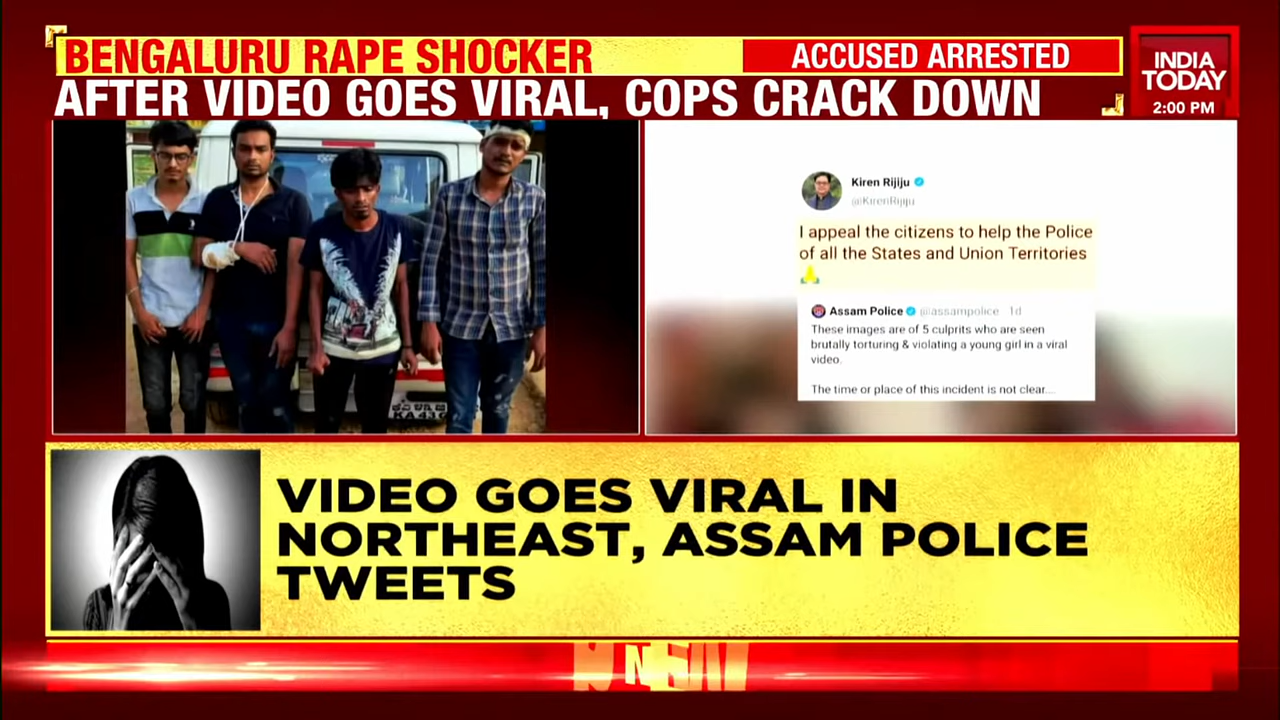 BENGALURU RAPE SHOCKER
ACCUSED ARRESTED
INDIA
TODAY
2:00 PM
AFTER VIDEO GOES VIRAL, COPS CRACK DOWN
Kiren Rijiju
@KirenRijiju
I appeal the citizens to help the Police
of all the States and Union Territories
🙏
Assam Police @assampolice 1d
These images are of 5 culprits who are seen
brutally torturing & violating a young girl in a viral
video.
The time or place of this incident is not clear....
VIDEO GOES VIRAL IN
NORTHEAST, ASSAM POLICE
TWEETS